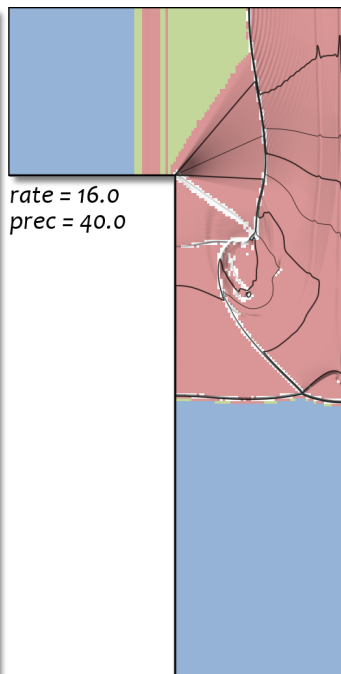 rate = 16.0
prec = 40.0